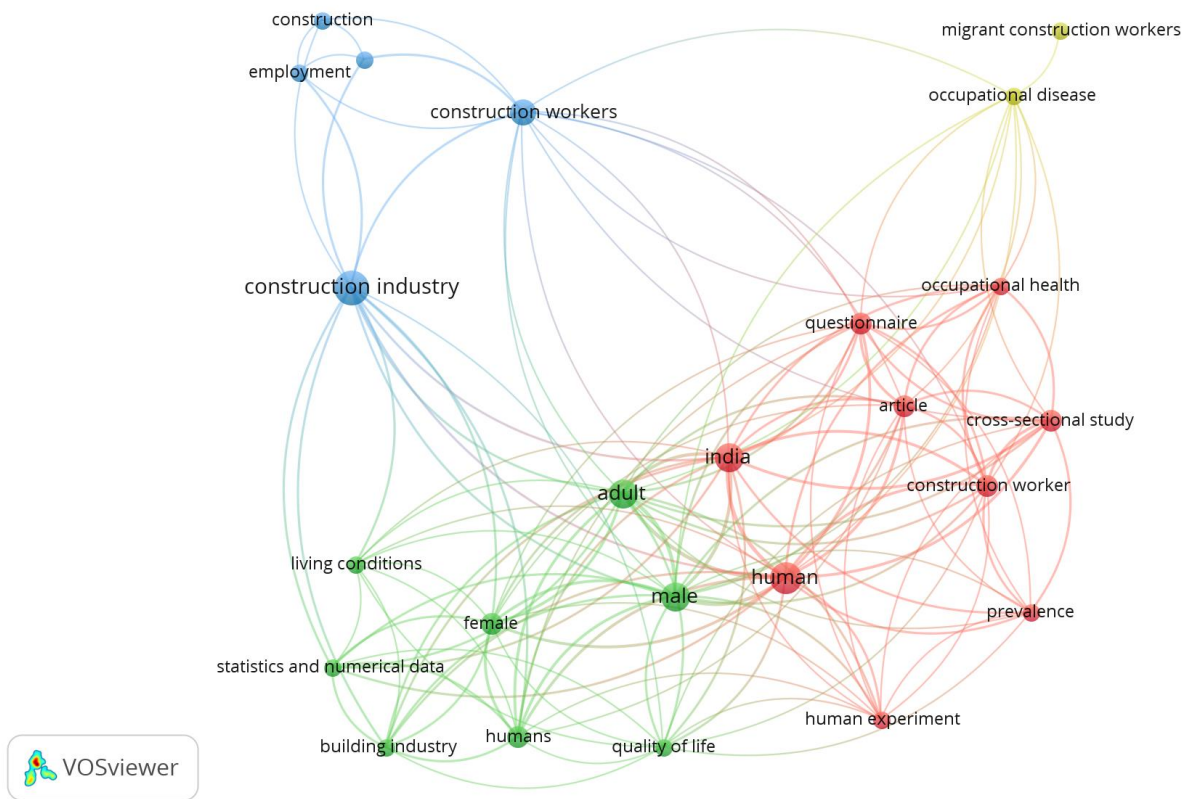 construction
migrant construction workers
employment
occupational disease
construction workers
construction industry
occupational health
questionnaire
article
cross-sectional study
india
construction worker
adult
living conditions
human
male
prevalence
female
statistics and numerical data
human experiment
humans
building industry
quality of life
VOSviewer